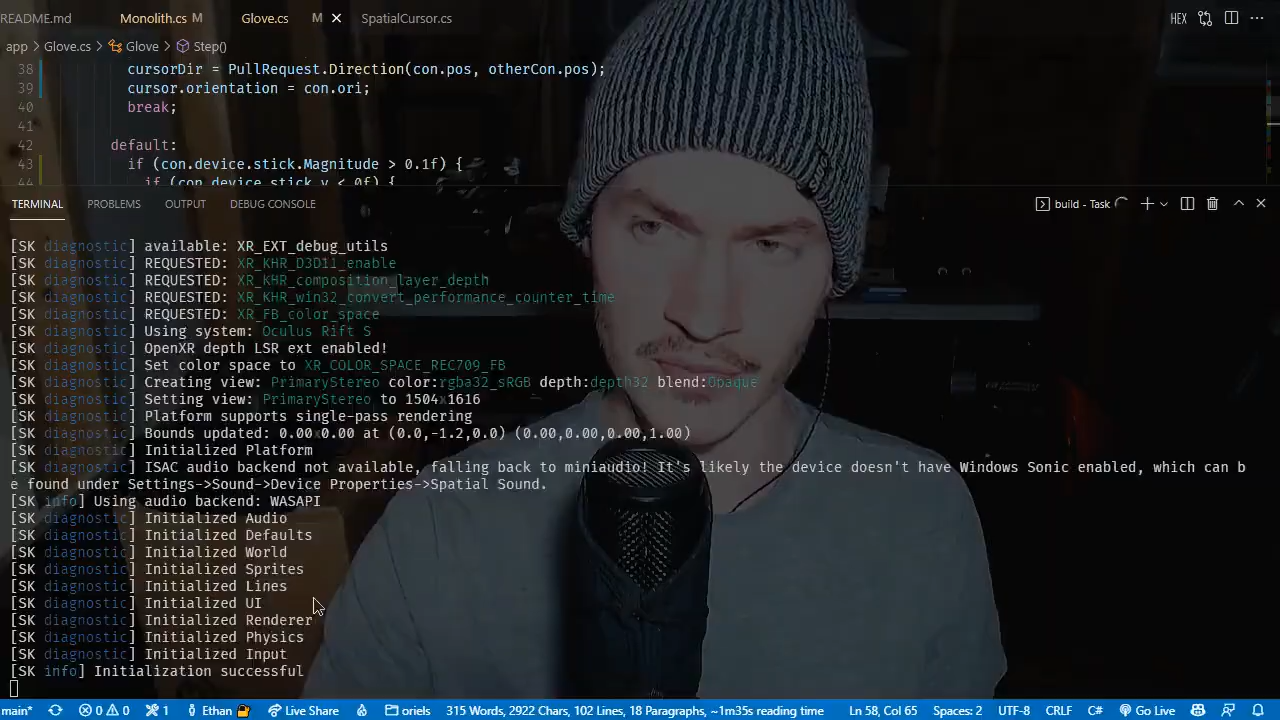 README.md Monolith.cs M Glove.cs M SpatialCursor.cs HEX
app > Glove.cs > Glove > Step()
38 cursorDir = PullRequest.Direction(con.pos, otherCon.pos);
39 cursor.orientation = con.ori;
40 break;
41
42 default:
43 if (con.device.stick.Magnitude > 0.1f) {
44 if (con.device.stick.y < 0f) {
TERMINAL PROBLEMS OUTPUT DEBUG CONSOLE build - Task
[SK diagnostic] available: XR_EXT_debug_utils
[SK diagnostic] REQUESTED: XR_KHR_D3D11_enable
[SK diagnostic] REQUESTED: XR_KHR_composition_layer_depth
[SK diagnostic] REQUESTED: XR_KHR_win32_convert_performance_counter_time
[SK diagnostic] REQUESTED: XR_FB_color_space
[SK diagnostic] Using system: Oculus Rift S
[SK diagnostic] OpenXR depth LSR ext enabled!
[SK diagnostic] Set color space to XR_COLOR_SPACE_REC709_FB
[SK diagnostic] Creating view: PrimaryStereo color:rgba32_sRGB depth:depth32 blend:Opaque
[SK diagnostic] Setting view: PrimaryStereo to 1504x1616
[SK diagnostic] Platform supports single-pass rendering
[SK diagnostic] Bounds updated: 0.00x0.00 at (0.0,-1.2,0.0) (0.00,0.00,0.00,1.00)
[SK diagnostic] Initialized Platform
[SK diagnostic] ISAC audio backend not available, falling back to miniaudio! It's likely the device doesn't have Windows Sonic enabled, which can b
e found under Settings->Sound->Device Properties->Spatial Sound.
[SK info] Using audio backend: WASAPI
[SK diagnostic] Initialized Audio
[SK diagnostic] Initialized Defaults
[SK diagnostic] Initialized World
[SK diagnostic] Initialized Sprites
[SK diagnostic] Initialized Lines
[SK diagnostic] Initialized UI
[SK diagnostic] Initialized Renderer
[SK diagnostic] Initialized Physics
[SK diagnostic] Initialized Input
[SK info] Initialization successful
main* 0 0 1 Ethan Live Share oriels 315 Words, 2922 Chars, 102 Lines, 18 Paragraphs, ~1m35s reading time Ln 58, Col 65 Spaces: 2 UTF-8 CRLF C# Go Live